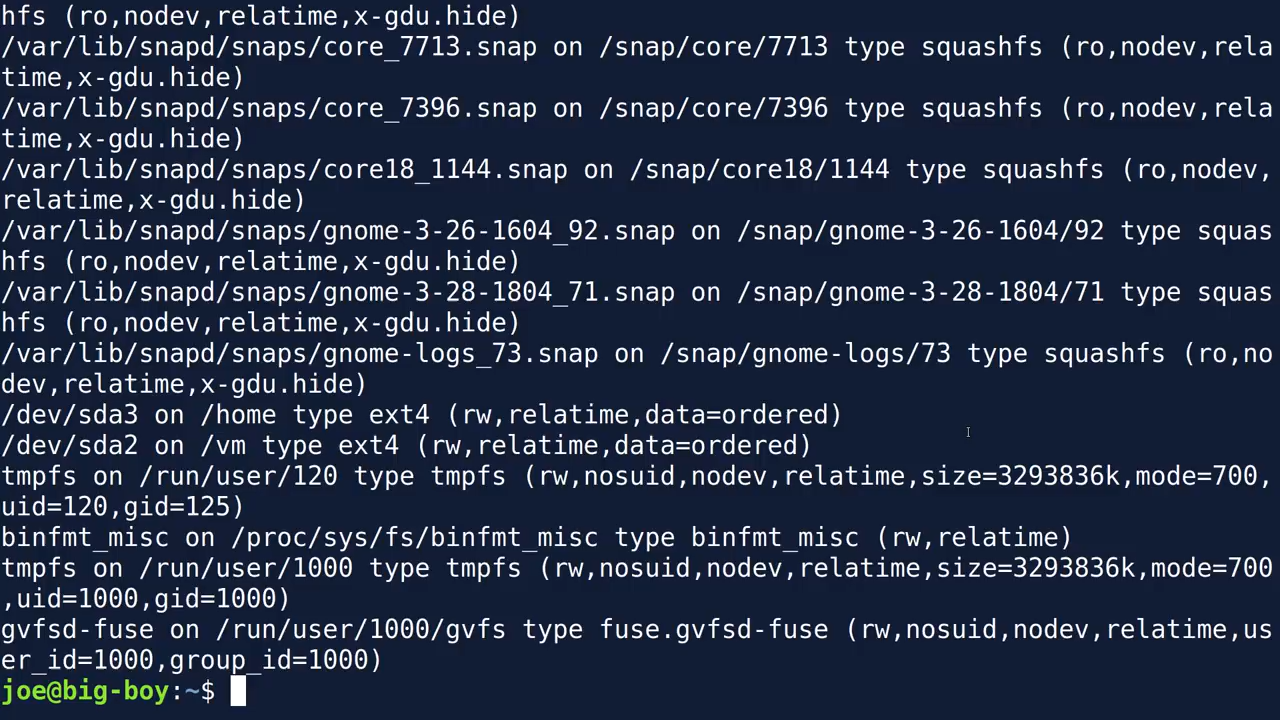 hfs (ro,nodev,relatime,x-gdu.hide)
/var/lib/snapd/snaps/core_7713.snap on /snap/core/7713 type squashfs (ro,nodev,rela
time,x-gdu.hide)
/var/lib/snapd/snaps/core_7396.snap on /snap/core/7396 type squashfs (ro,nodev,rela
time,x-gdu.hide)
/var/lib/snapd/snaps/core18_1144.snap on /snap/core18/1144 type squashfs (ro,nodev,
relatime,x-gdu.hide)
/var/lib/snapd/snaps/gnome-3-26-1604_92.snap on /snap/gnome-3-26-1604/92 type squas
hfs (ro,nodev,relatime,x-gdu.hide)
/var/lib/snapd/snaps/gnome-3-28-1804_71.snap on /snap/gnome-3-28-1804/71 type squas
hfs (ro,nodev,relatime,x-gdu.hide)
/var/lib/snapd/snaps/gnome-logs_73.snap on /snap/gnome-logs/73 type squashfs (ro,no
dev,relatime,x-gdu.hide)
/dev/sda3 on /home type ext4 (rw,relatime,data=ordered)
/dev/sda2 on /vm type ext4 (rw,relatime,data=ordered)
tmpfs on /run/user/120 type tmpfs (rw,nosuid,nodev,relatime,size=3293836k,mode=700,
uid=120,gid=125)
binfmt_misc on /proc/sys/fs/binfmt_misc type binfmt_misc (rw,relatime)
tmpfs on /run/user/1000 type tmpfs (rw,nosuid,nodev,relatime,size=3293836k,mode=700
,uid=1000,gid=1000)
gvfsd-fuse on /run/user/1000/gvfs type fuse.gvfsd-fuse (rw,nosuid,nodev,relatime,us
er_id=1000,group_id=1000)
joe@big-boy:~$